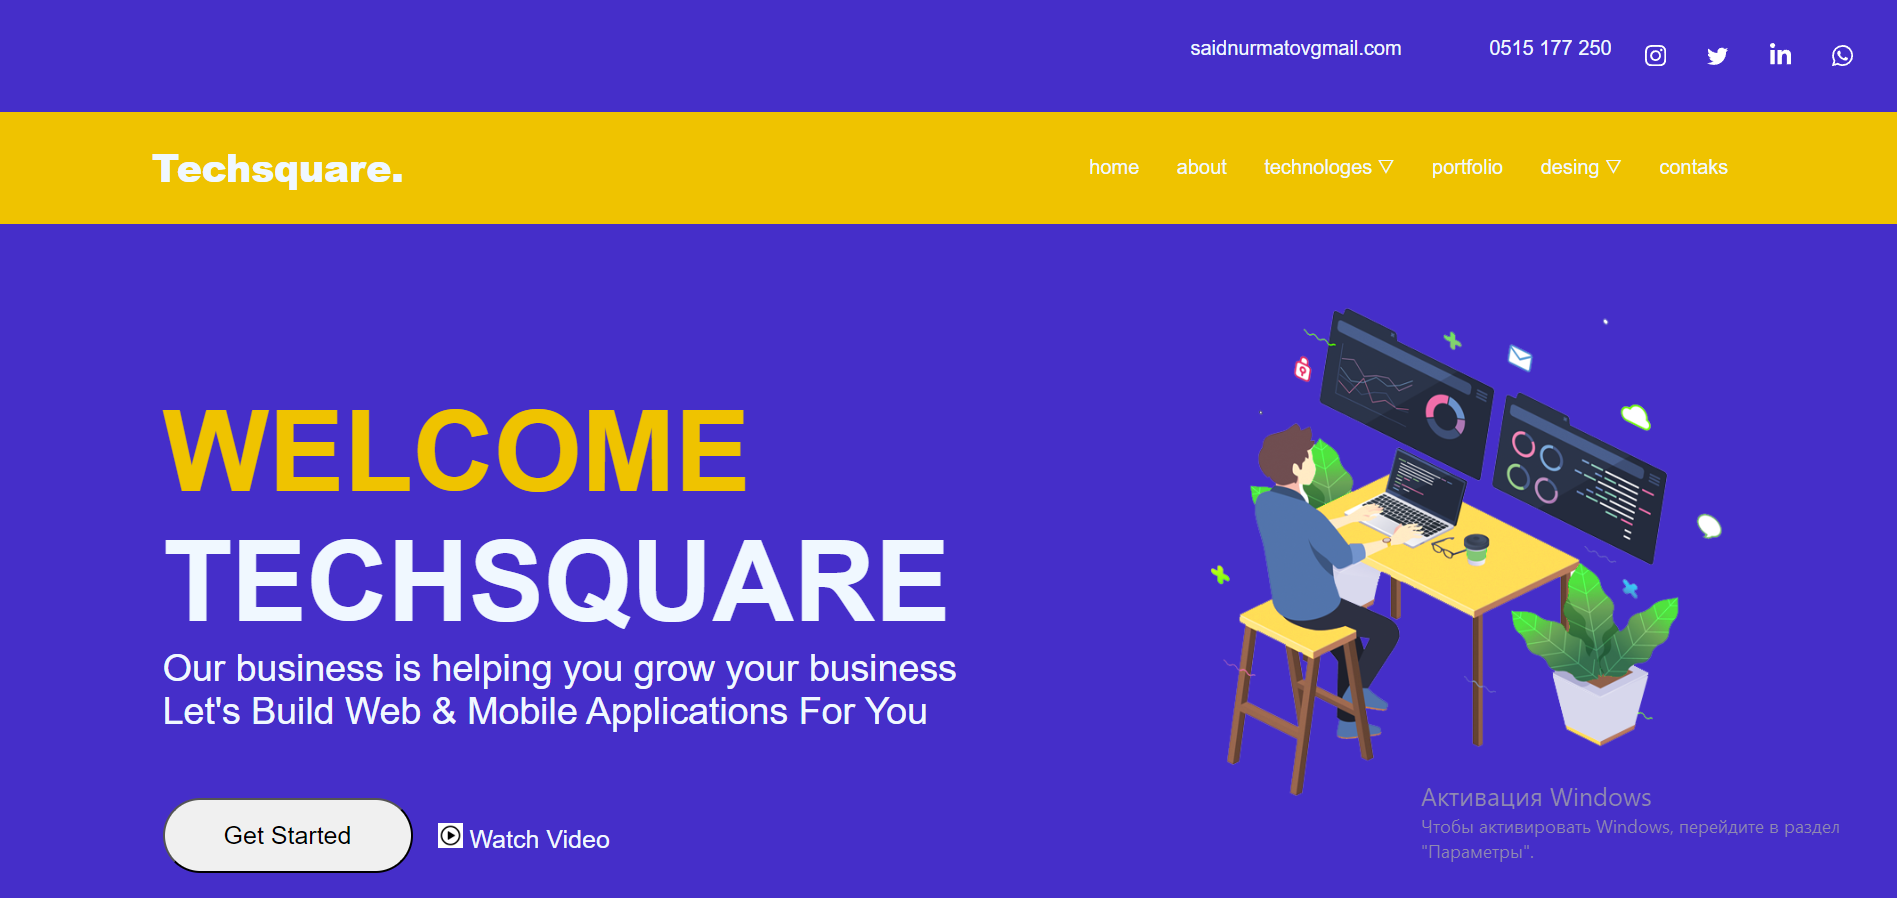 saidnurmatovgmail.com 0515 177 250
Techsquare. home about technologes ▽ portfolio desing ▽ contaks
WELCOME
TECHSQUARE
Our business is helping you grow your business
Let's Build Web & Mobile Applications For You
Get Started Watch Video
Активация Windows
Чтобы активировать Windows, перейдите в раздел
"Параметры".